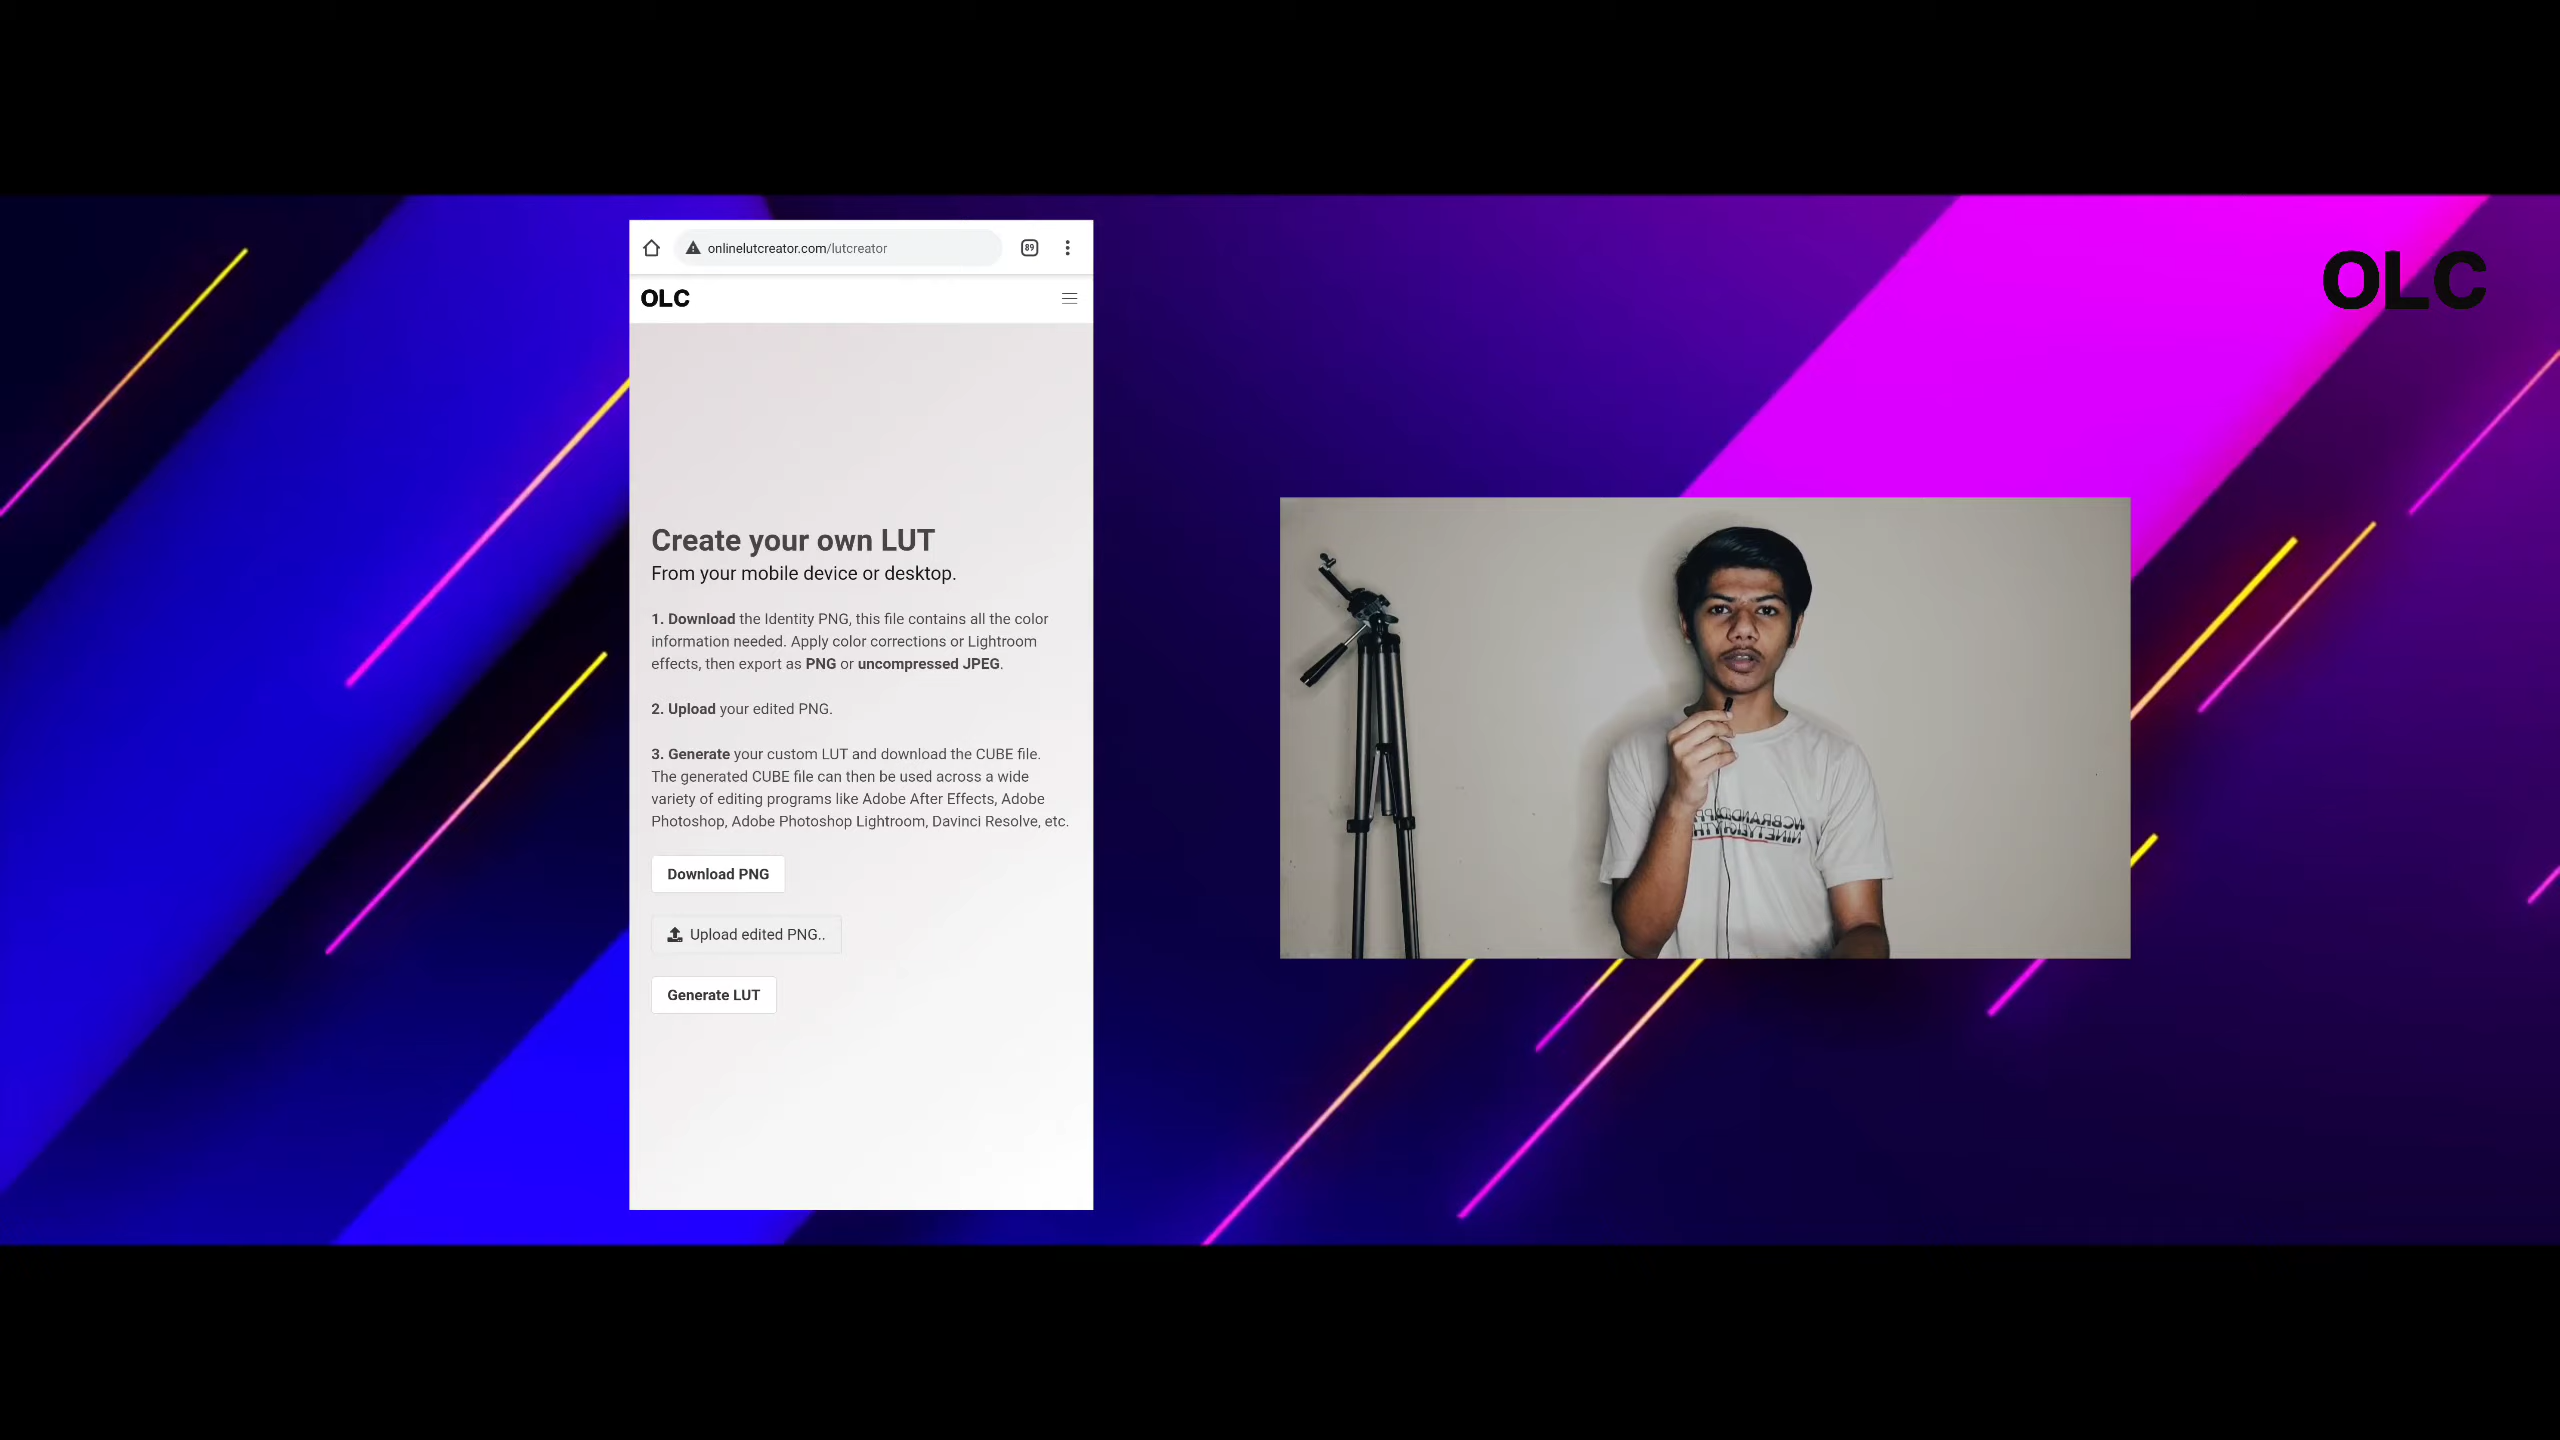 onlinelutcreator.com/lutcreator
89
OLC
OLC
Create your own LUT
From your mobile device or desktop.
1. Download the Identity PNG, this file contains all the color
information needed. Apply color corrections or Lightroom
effects, then export as PNG or uncompressed JPEG.
2. Upload your edited PNG.
3. Generate your custom LUT and download the CUBE file.
The generated CUBE file can then be used across a wide
variety of editing programs like Adobe After Effects, Adobe
Photoshop, Adobe Photoshop Lightroom, Davinci Resolve, etc.
Download PNG
Upload edited PNG..
Generate LUT